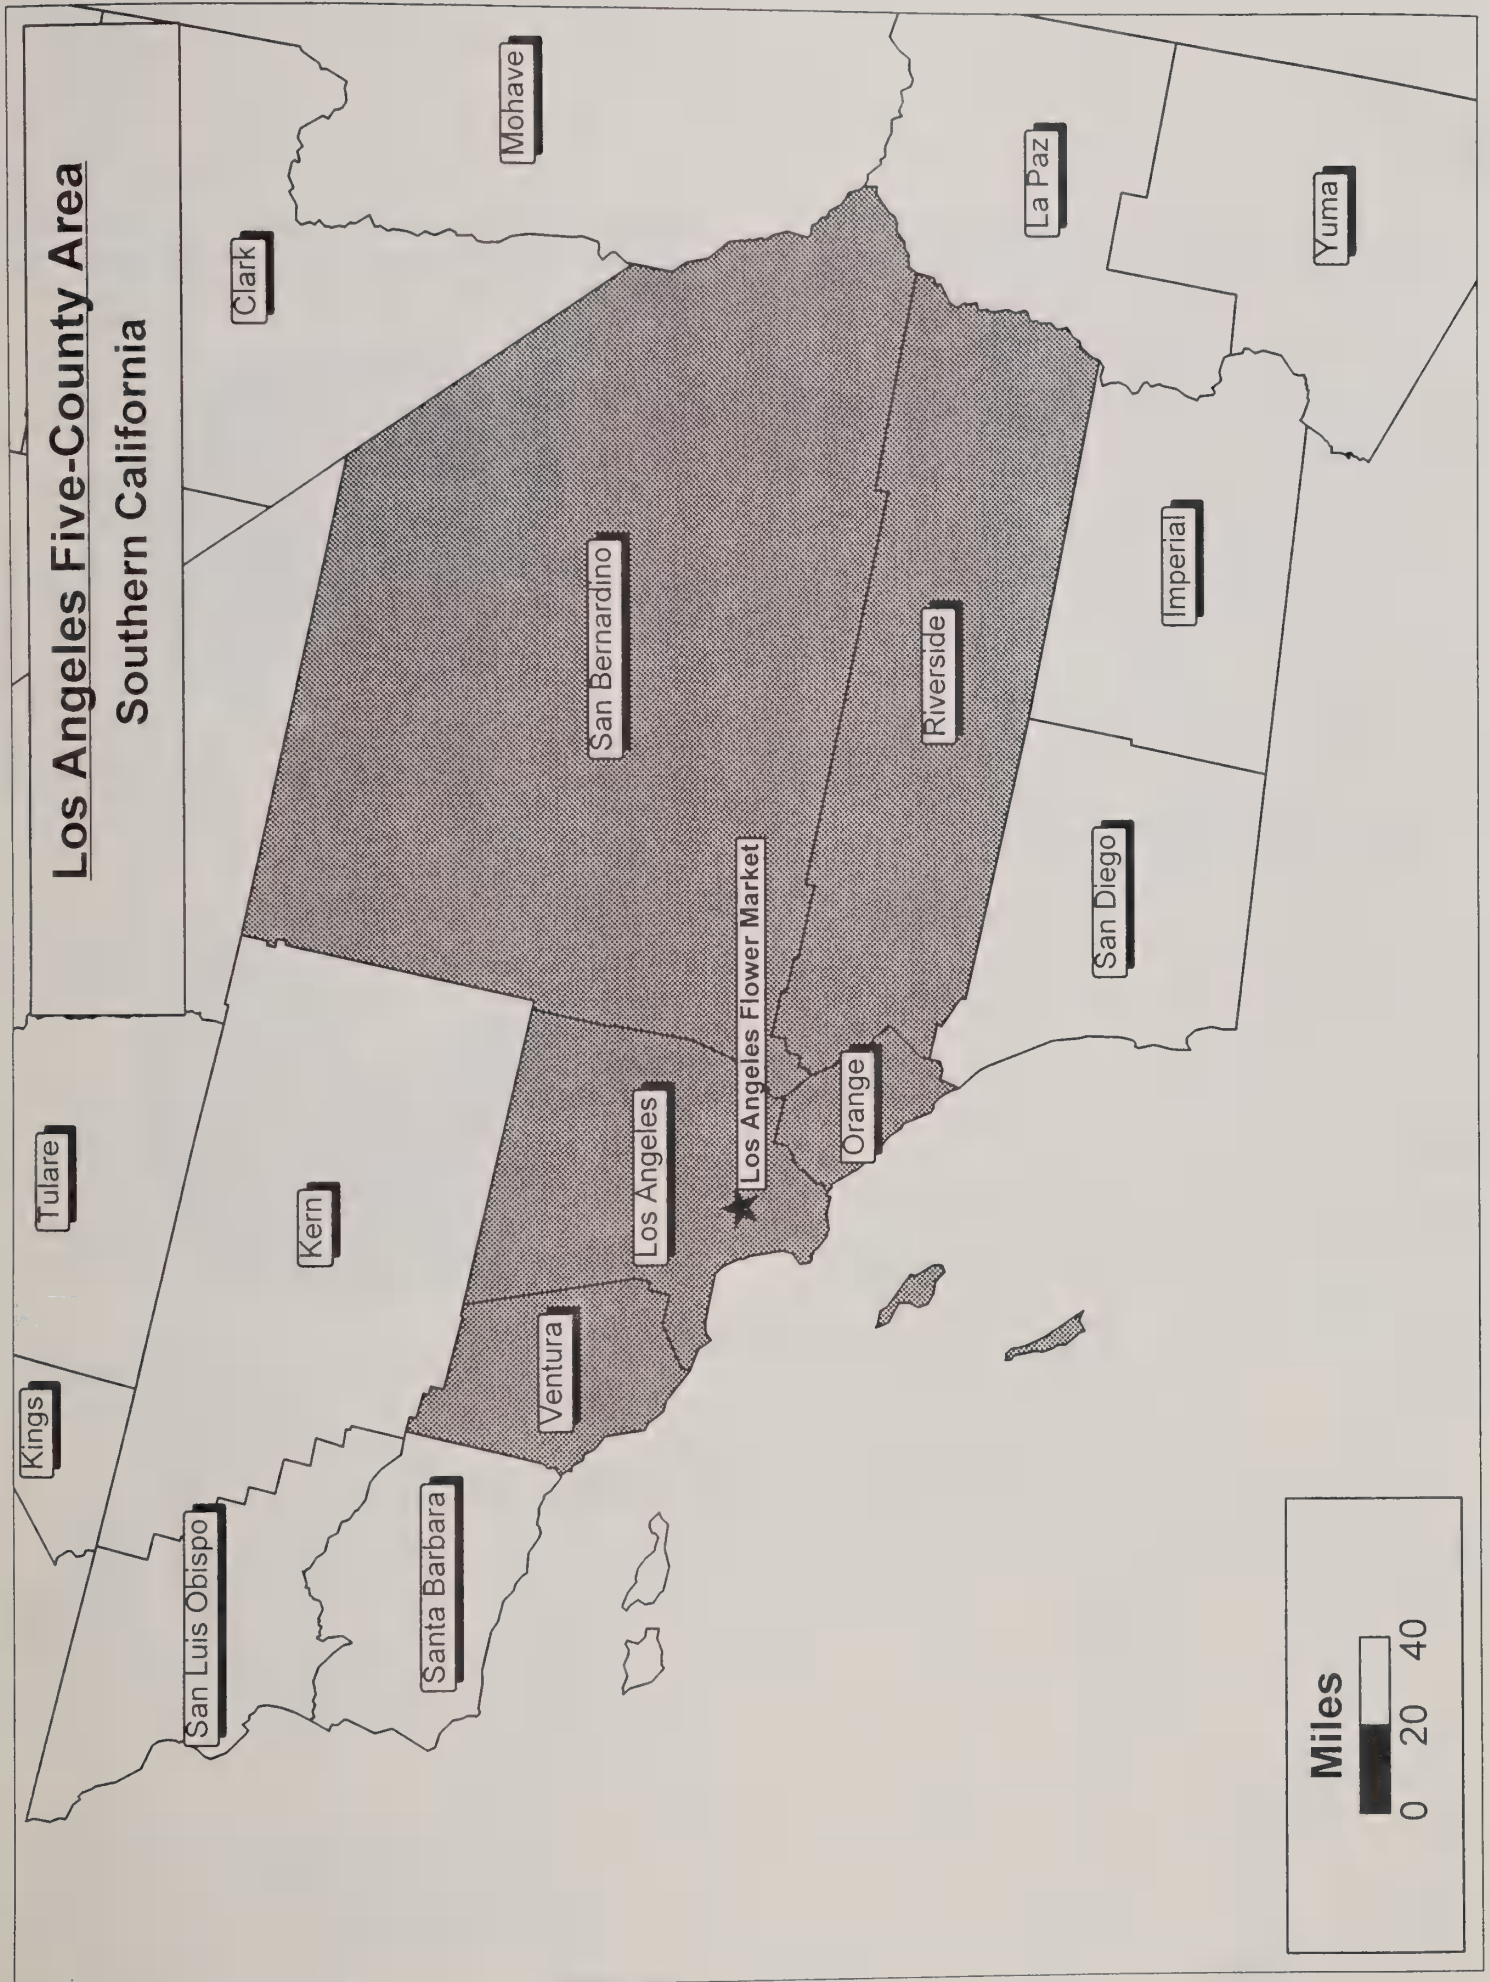 Los Angeles Five-County Area
Southern California
Kings
Tulare
Clark
Mohave
San Luis Obispo
Kern
Santa Barbara
Ventura
Los Angeles
San Bernardino
Los Angeles Flower Market
Orange
Riverside
La Paz
San Diego
Imperial
Yuma
Miles
0 20 40